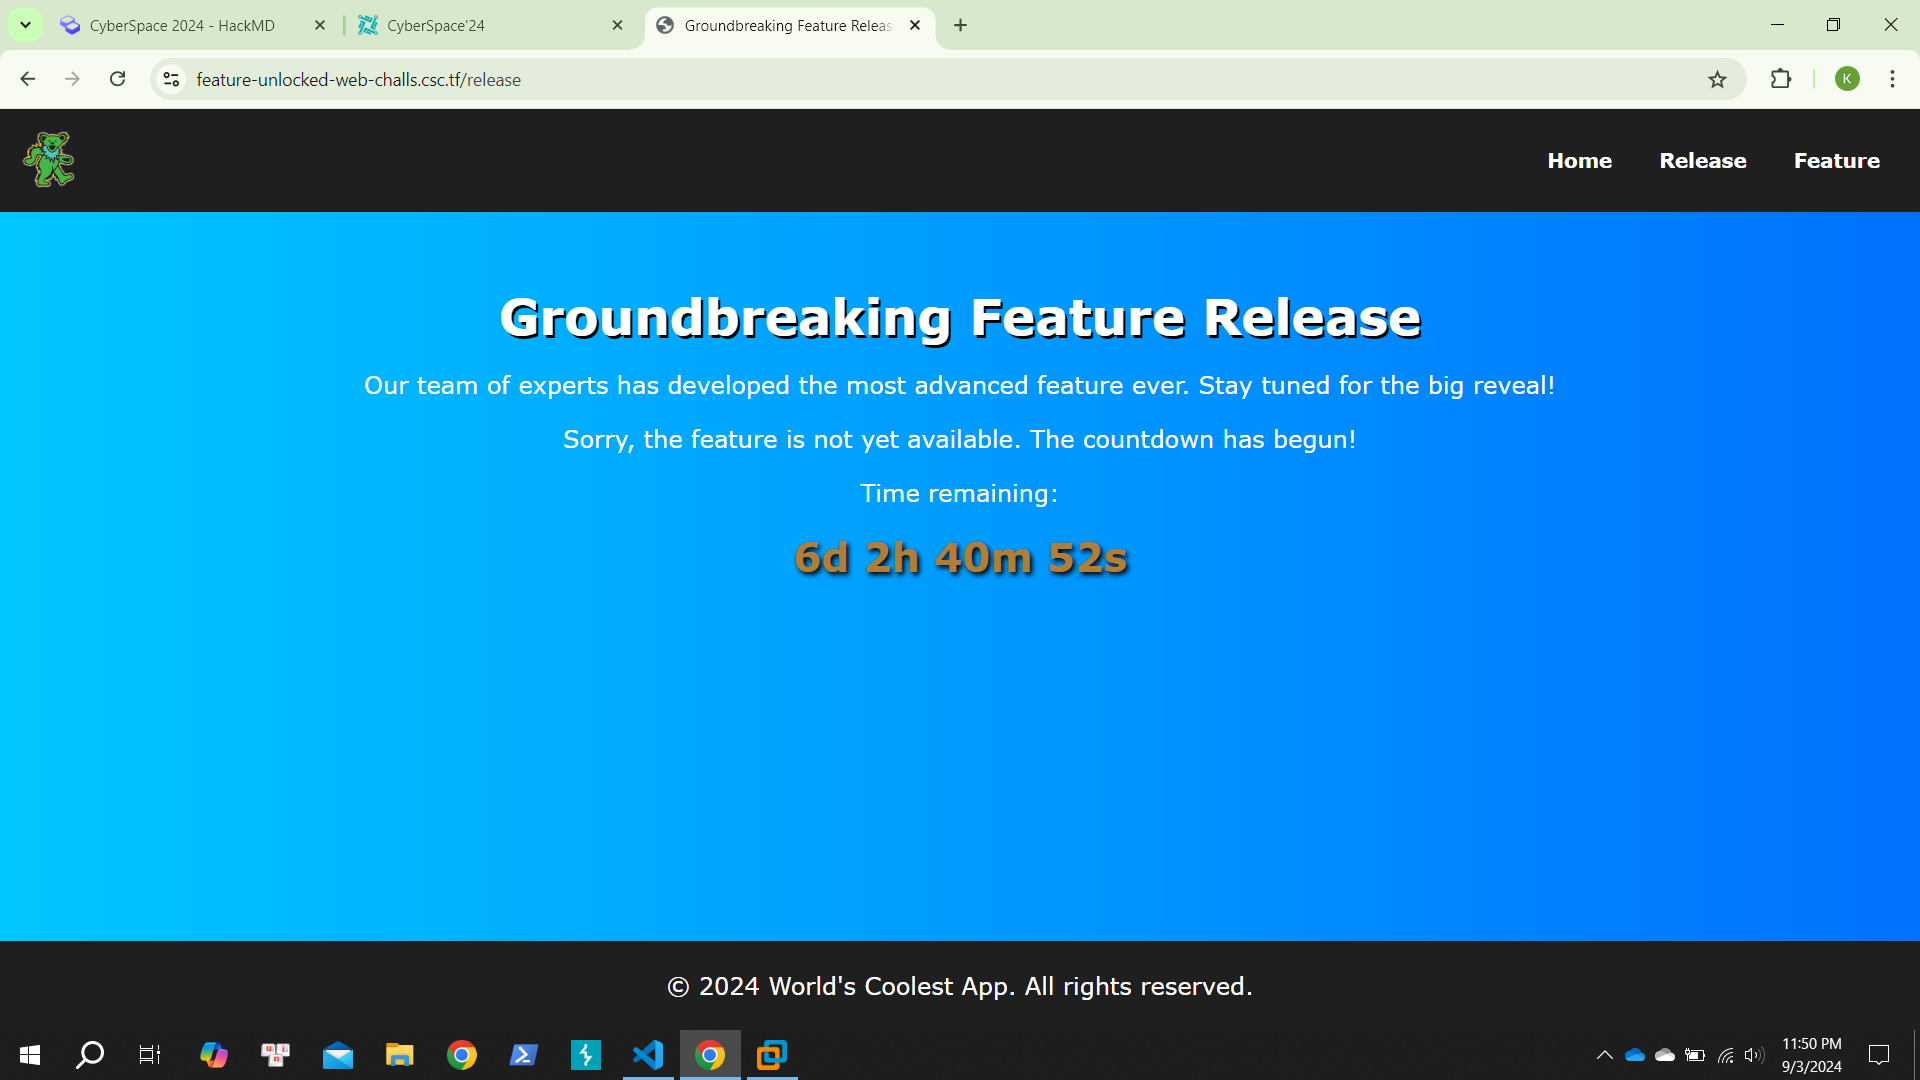 CyberSpace 2024 - HackMD
CyberSpace'24
Groundbreaking Feature Releas
feature-unlocked-web-challs.csc.tf/release
K
Home
Release
Feature
Groundbreaking Feature Release
Our team of experts has developed the most advanced feature ever. Stay tuned for the big reveal!
Sorry, the feature is not yet available. The countdown has begun!
Time remaining:
6d 2h 40m 52s
© 2024 World's Coolest App. All rights reserved.
11:50 PM
9/3/2024